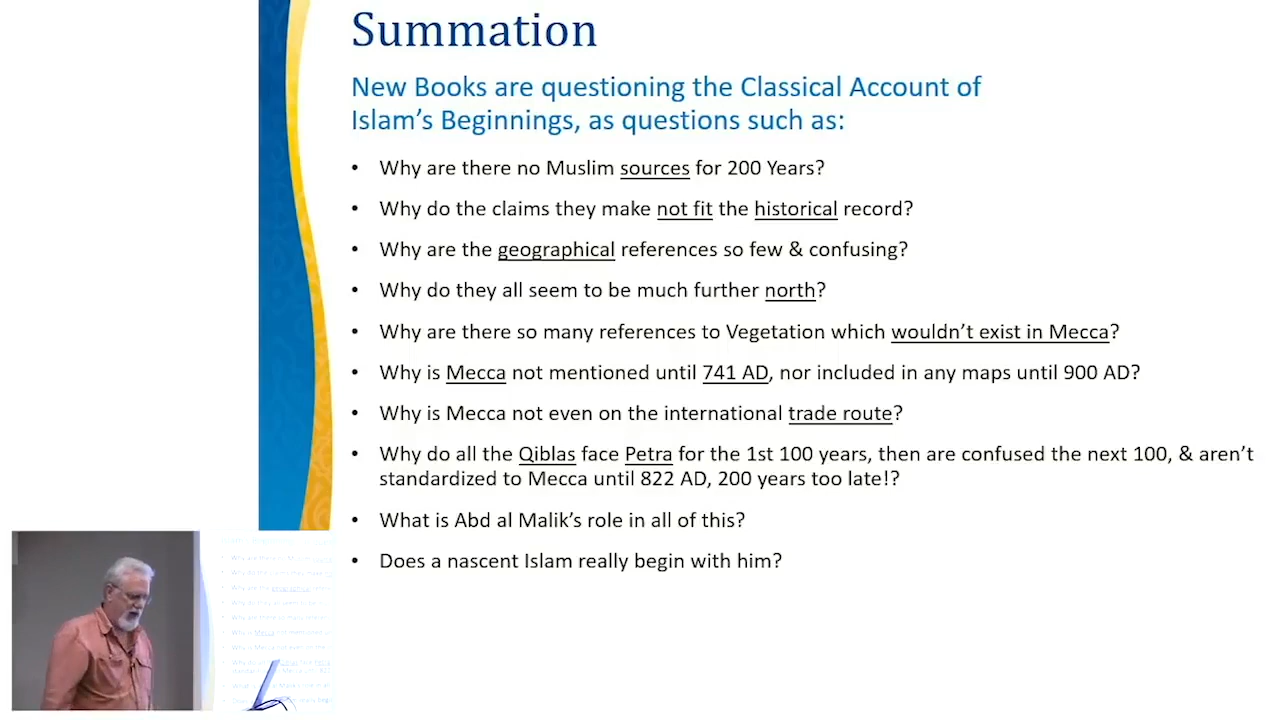 Summation
New Books are questioning the Classical Account of
Islam's Beginnings, as questions such as:
• Why are there no Muslim sources for 200 Years?
• Why do the claims they make not fit the historical record?
• Why are the geographical references so few & confusing?
• Why do they all seem to be much further north?
• Why are there so many references to Vegetation which wouldn't exist in Mecca?
• Why is Mecca not mentioned until 741 AD, nor included in any maps until 900 AD?
• Why is Mecca not even on the international trade route?
• Why do all the Qiblas face Petra for the 1st 100 years, then are confused the next 100, & aren't
standardized to Mecca until 822 AD, 200 years too late!?
• What is Abd al Malik's role in all of this?
• Does a nascent Islam really begin with him?